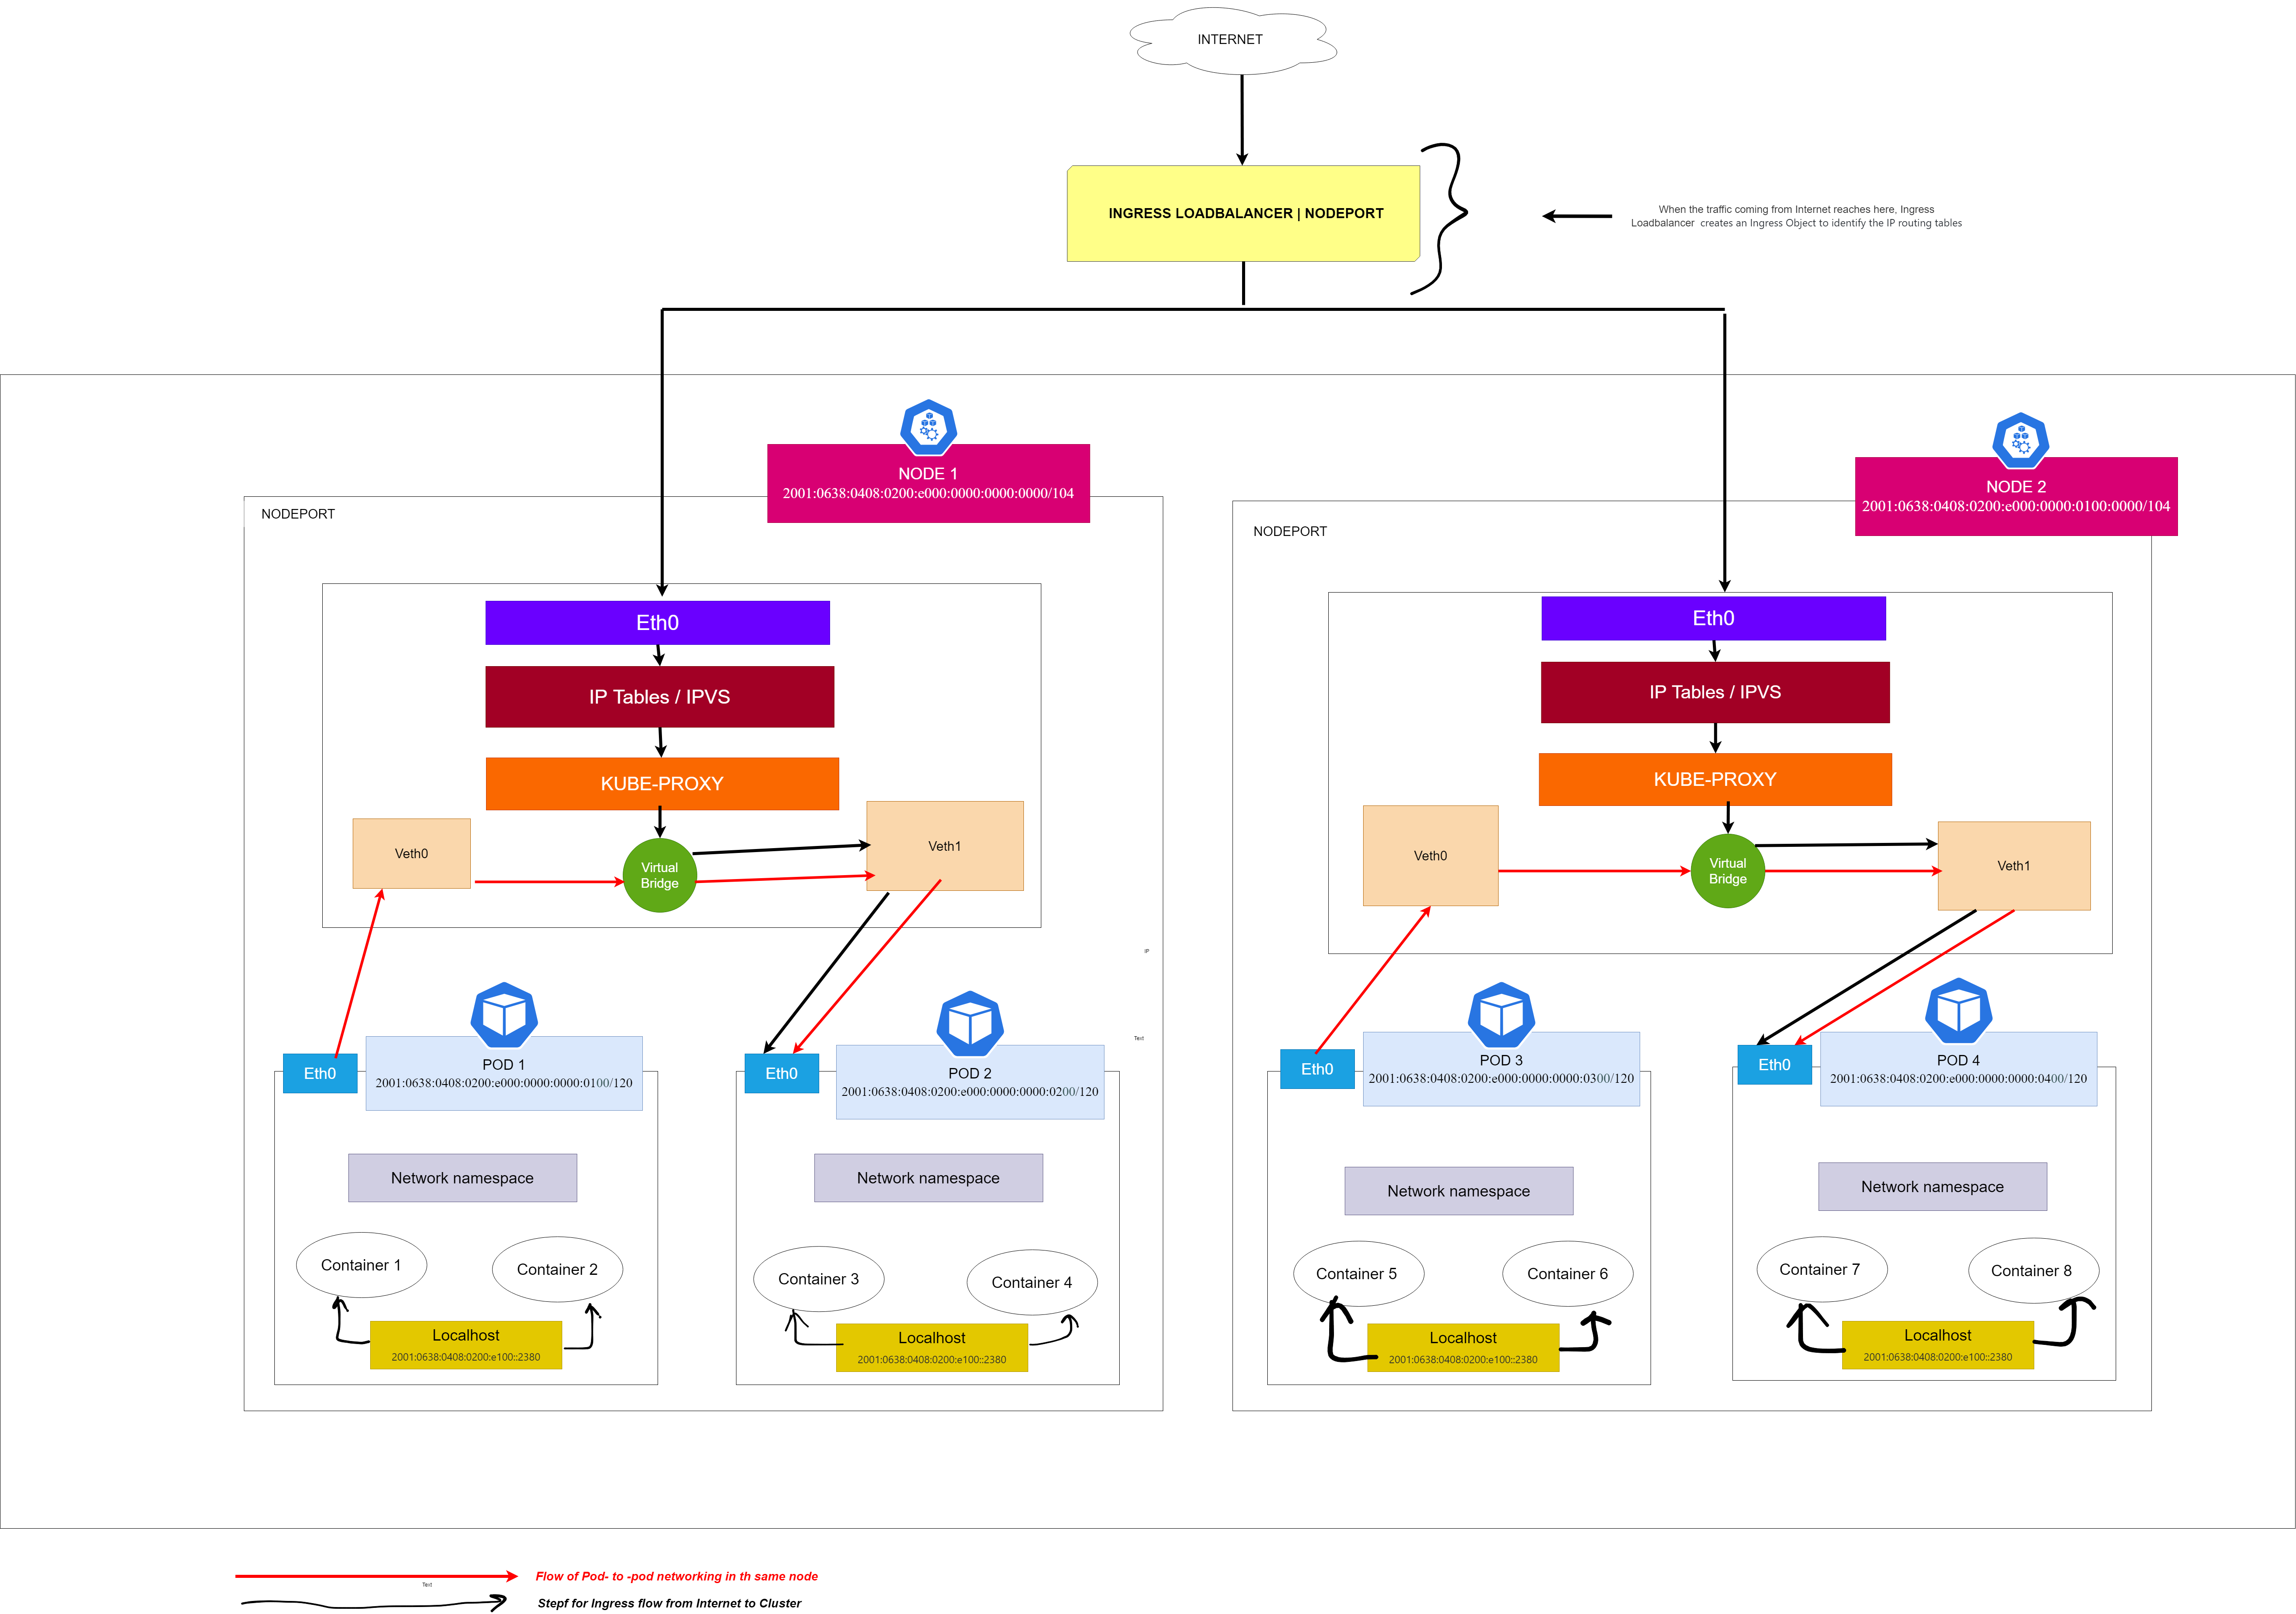 INTERNET
INGRESS LOADBALANCER | NODEPORT
When the traffic coming from Internet reaches here, Ingress
Loadbalancer creates an Ingress Object to identify the IP routing tables
NODE 1
2001:0638:0408:0200:e000:0000:0000:0000/104
NODEPORT
Eth0
IP Tables / IPVS
KUBE-PROXY
Veth0
Virtual
Bridge
Veth1
IP
Text
Eth0
POD 1
2001:0638:0408:0200:e000:0000:0000:0100/120
Network namespace
Container 1
Container 2
Localhost
2001:0638:0408:0200:e100::2380
Eth0
POD 2
2001:0638:0408:0200:e000:0000:0000:0200/120
Network namespace
Container 3
Container 4
Localhost
2001:0638:0408:0200:e100::2380
NODE 2
2001:0638:0408:0200:e000:0000:0100:0000/104
NODEPORT
Eth0
IP Tables / IPVS
KUBE-PROXY
Veth0
Virtual
Bridge
Veth1
Eth0
POD 3
2001:0638:0408:0200:e000:0000:0000:0300/120
Network namespace
Container 5
Container 6
Localhost
2001:0638:0408:0200:e100::2380
Eth0
POD 4
2001:0638:0408:0200:e000:0000:0000:0400/120
Network namespace
Container 7
Container 8
Localhost
2001:0638:0408:0200:e100::2380
Flow of Pod- to -pod networking in th same node
Text
Stepf for Ingress flow from Internet to Cluster